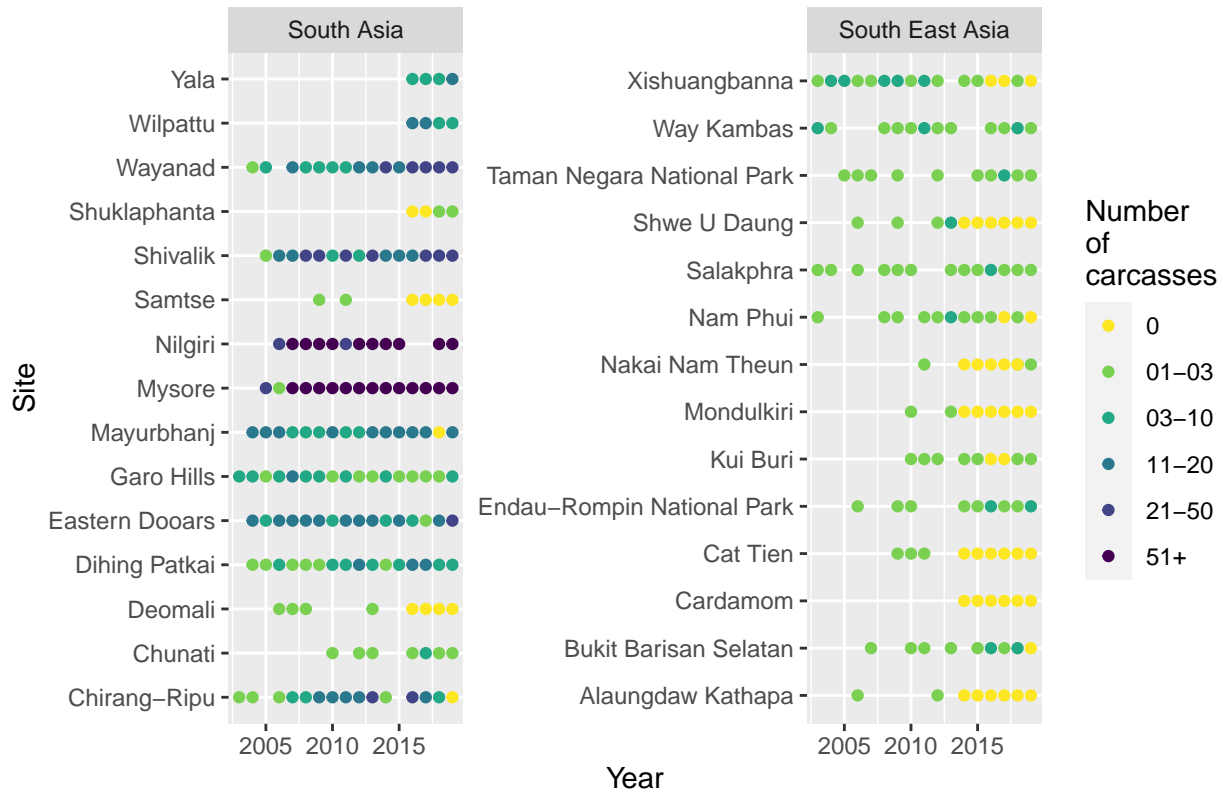 South Asia
South East Asia
Site
Yala
Wilpattu
Wayanad
Shuklaphanta
Shivalik
Samtse
Nilgiri
Mysore
Mayurbhanj
Garo Hills
Eastern Dooars
Dihing Patkai
Deomali
Chunati
Chirang−Ripu
2005 2010 2015
Xishuangbanna
Way Kambas
Taman Negara National Park
Shwe U Daung
Salakphra
Nam Phui
Nakai Nam Theun
Mondulkiri
Kui Buri
Endau−Rompin National Park
Cat Tien
Cardamom
Bukit Barisan Selatan
Alaungdaw Kathapa
2005 2010 2015
Year
Number
of
carcasses
0
01−03
03−10
11−20
21−50
51+